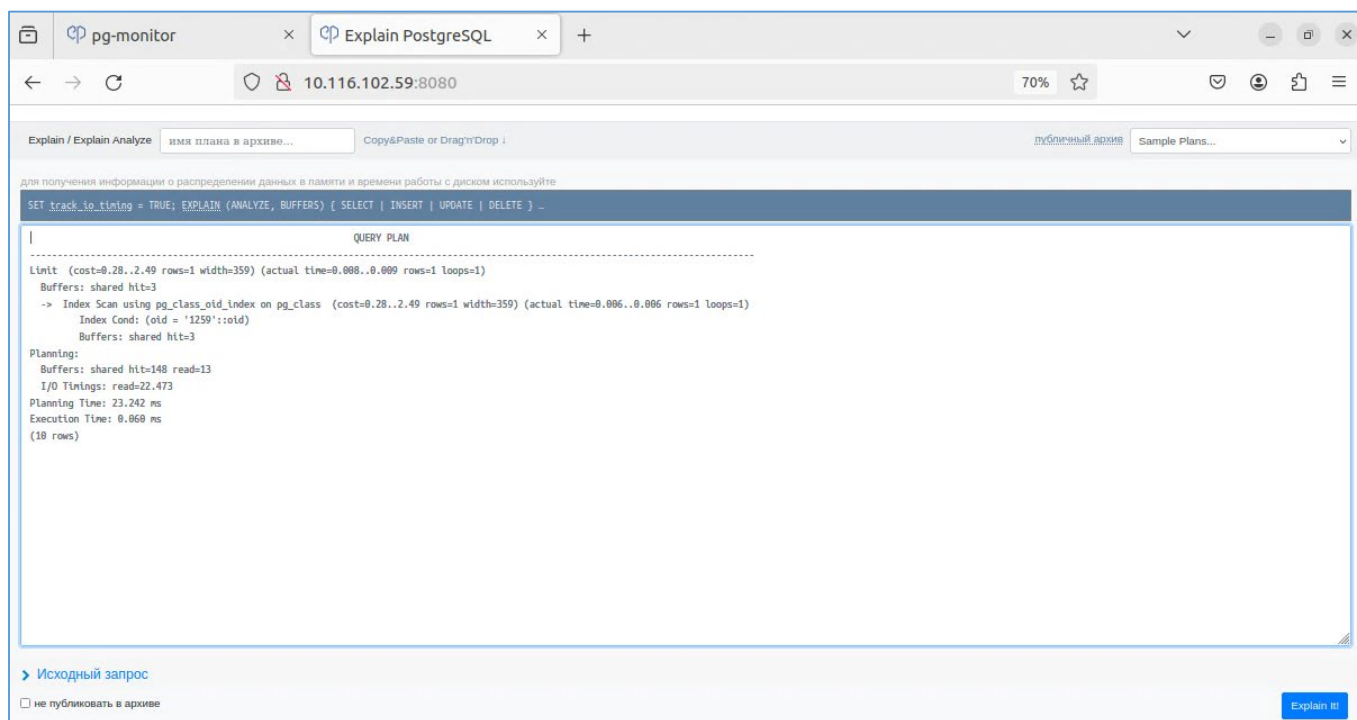 pg-monitor
Explain PostgreSQL
10.116.102.59:8080
70%
Explain / Explain Analyze
имя плана в архиве...
Copy&Paste or Drag'n'Drop ↓
публичный архив
Sample Plans...
для получения информации о распределении данных в памяти и времени работы с диском используйте
SET track_io_timing = TRUE; EXPLAIN (ANALYZE, BUFFERS) { SELECT | INSERT | UPDATE | DELETE } …
QUERY PLAN
--------------------------------------------------------------------------------------------------------------------------------------
Limit  (cost=0.28..2.49 rows=1 width=359) (actual time=0.008..0.009 rows=1 loops=1)
Buffers: shared hit=3
->  Index Scan using pg_class_oid_index on pg_class  (cost=0.28..2.49 rows=1 width=359) (actual time=0.006..0.006 rows=1 loops=1)
Index Cond: (oid = '1259'::oid)
Buffers: shared hit=3
Planning:
Buffers: shared hit=148 read=13
I/O Timings: read=22.473
Planning Time: 23.242 ms
Execution Time: 0.060 ms
(10 rows)
Исходный запрос
не публиковать в архиве
Explain It!